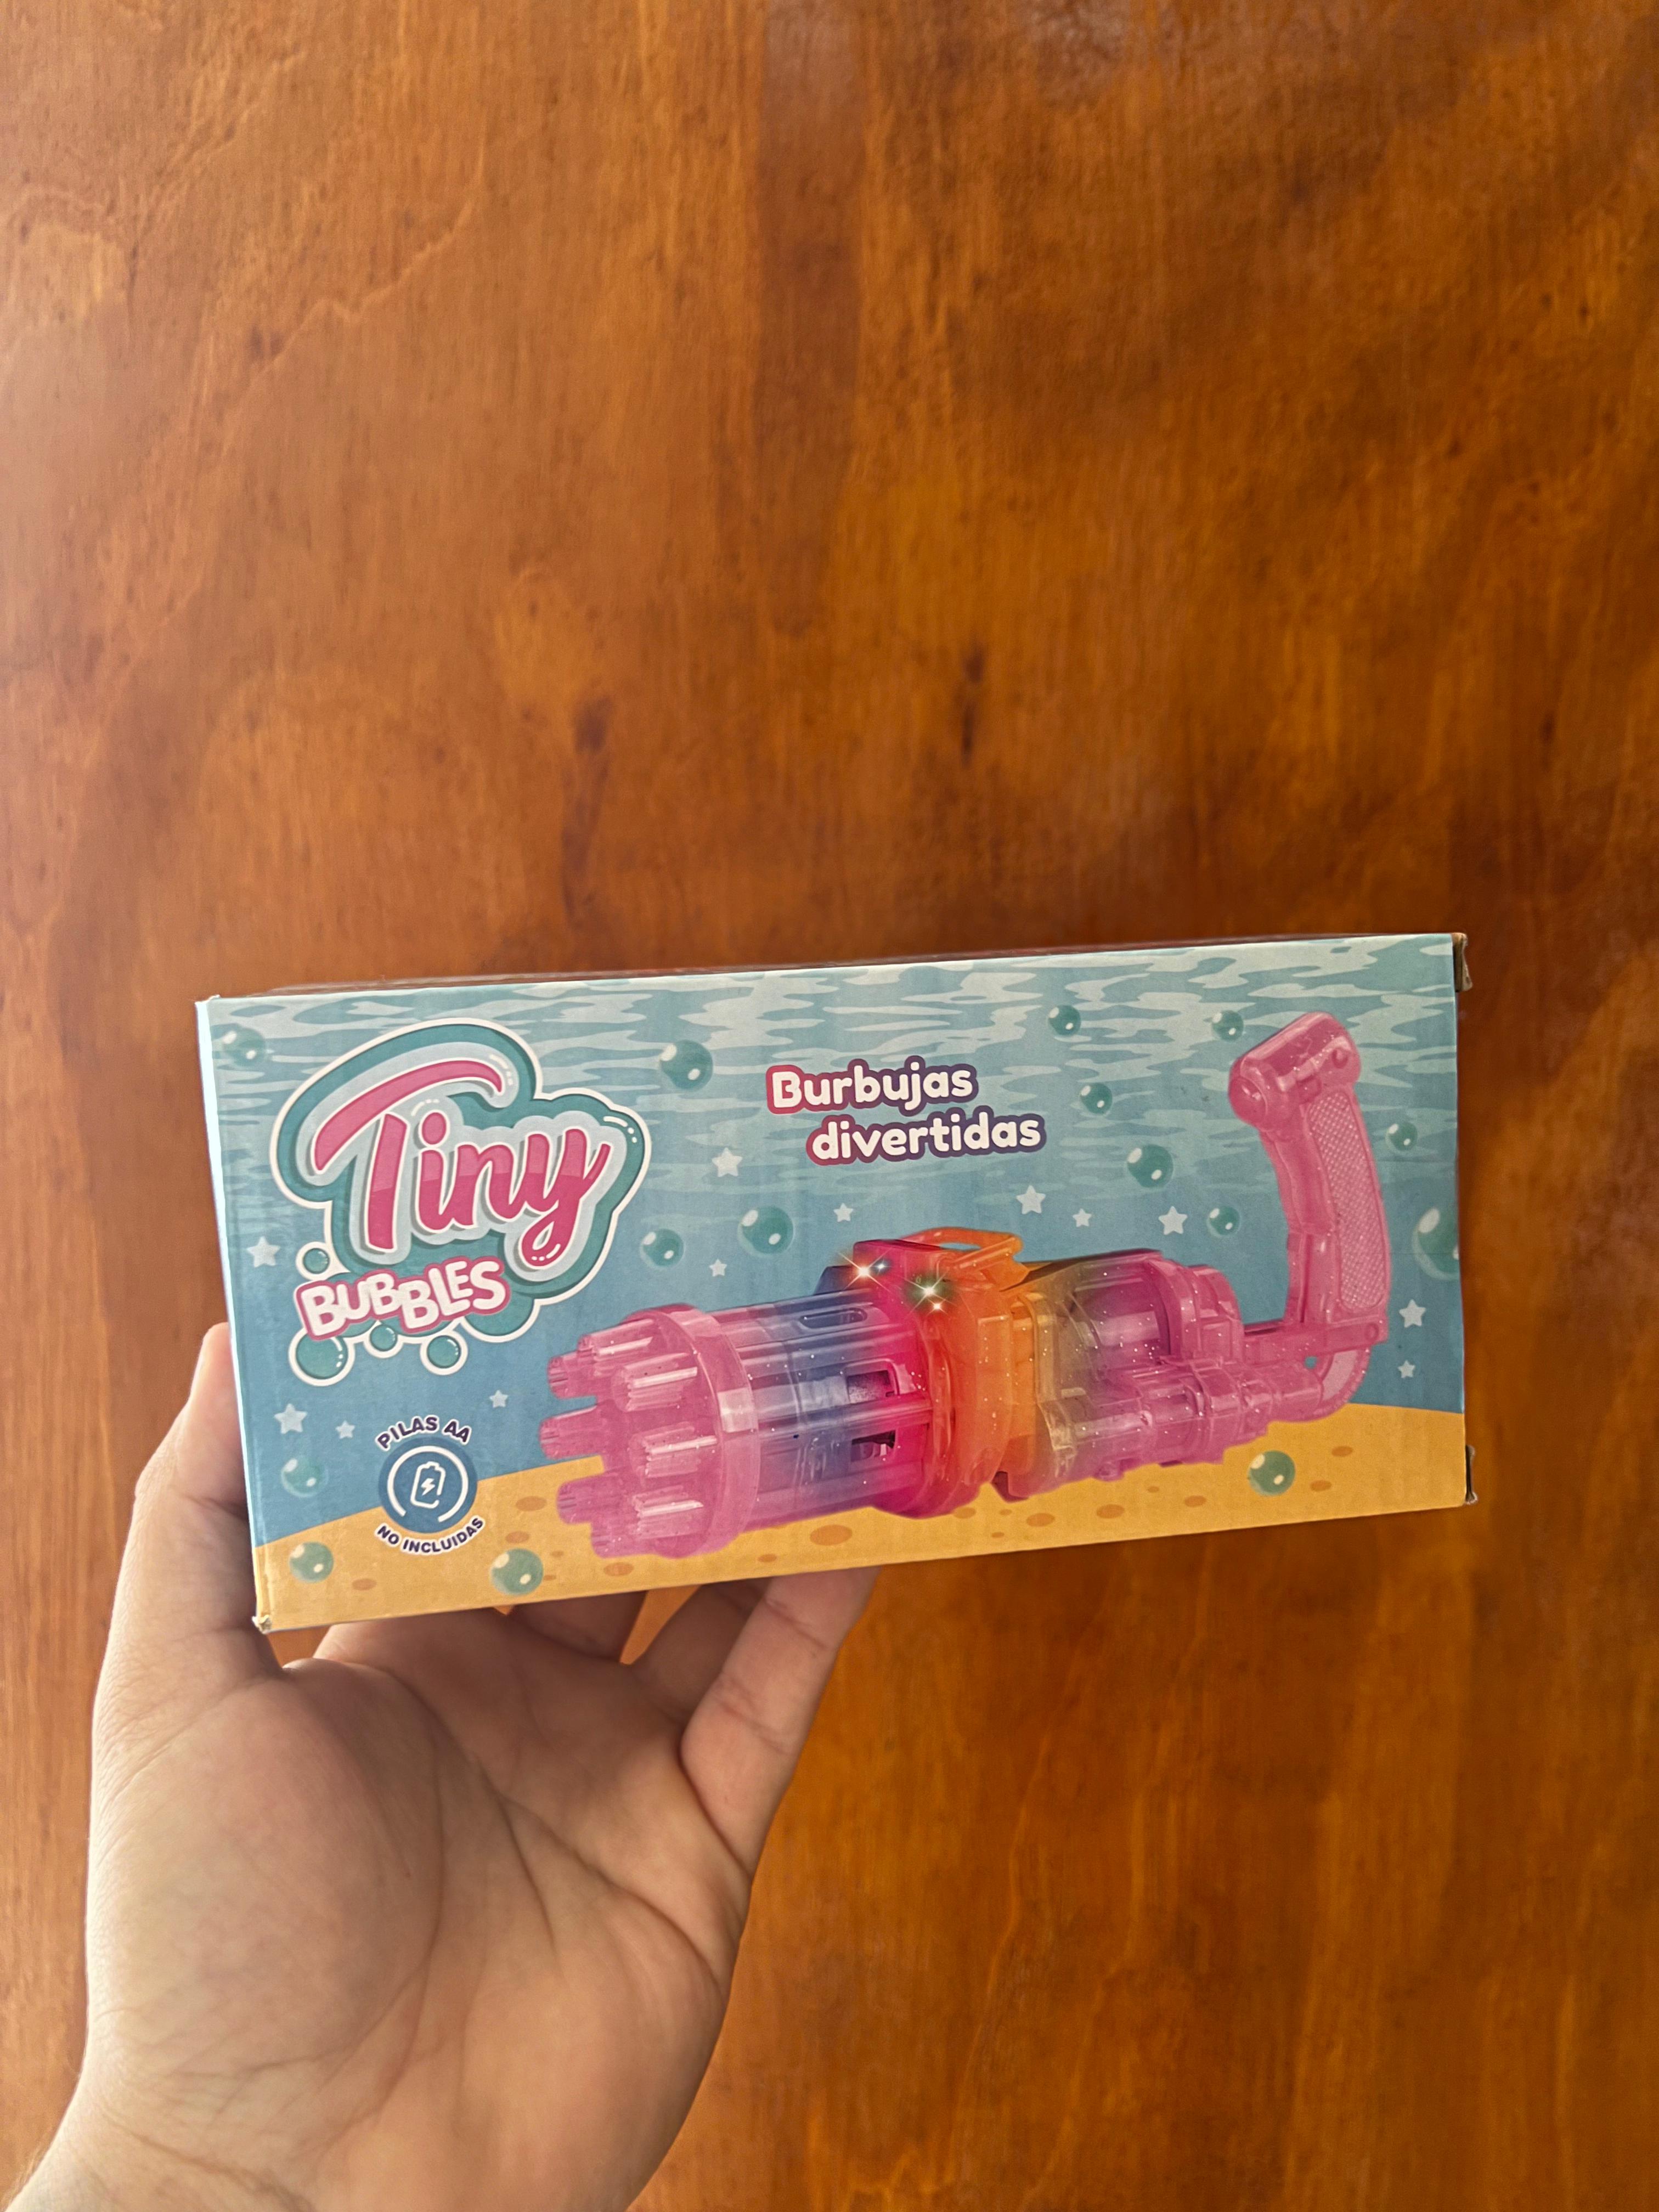 Tiny
BUBBLES
Burbujas
divertidas
PILAS AA
NO INCLUIDAS